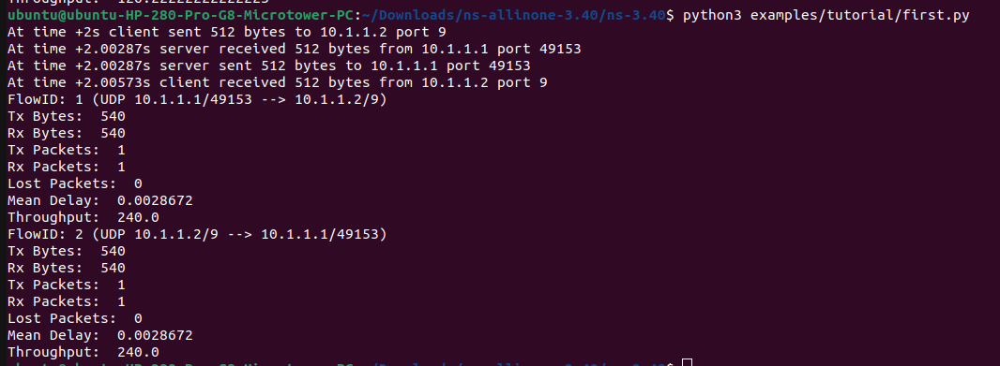 ubuntu@ubuntu-HP-280-Pro-G8-Microtower-PC:~/Downloads/ns-allinone-3.40/ns-3.40$ python3 examples/tutorial/first.py
At time +2s client sent 512 bytes to 10.1.1.2 port 9
At time +2.00287s server received 512 bytes from 10.1.1.1 port 49153
At time +2.00287s server sent 512 bytes to 10.1.1.1 port 49153
At time +2.00573s client received 512 bytes from 10.1.1.2 port 9
FlowID: 1 (UDP 10.1.1.1/49153 --> 10.1.1.2/9)
Tx Bytes:  540
Rx Bytes:  540
Tx Packets:  1
Rx Packets:  1
Lost Packets:  0
Mean Delay:  0.0028672
Throughput:  240.0
FlowID: 2 (UDP 10.1.1.2/9 --> 10.1.1.1/49153)
Tx Bytes:  540
Rx Bytes:  540
Tx Packets:  1
Rx Packets:  1
Lost Packets:  0
Mean Delay:  0.0028672
Throughput:  240.0